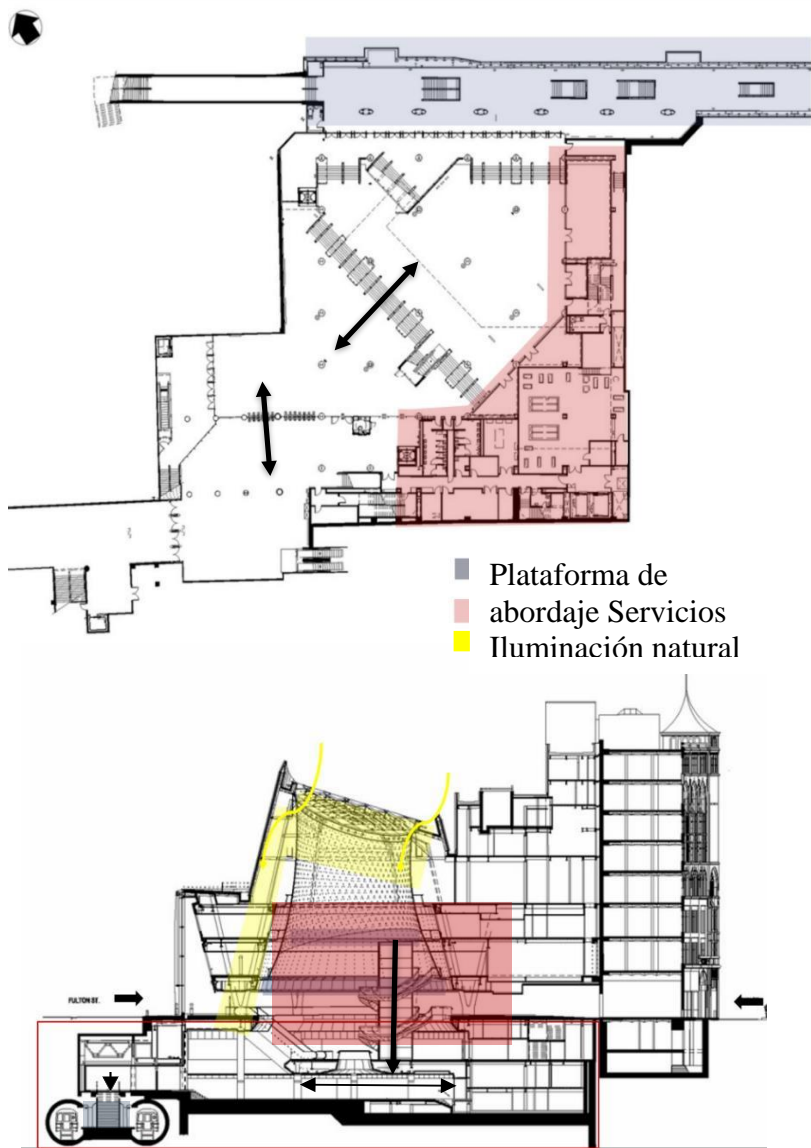 Plataforma de
abordaje Servicios
Iluminación natural
FULTON ST.